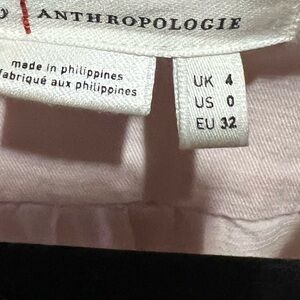 ANTHROPOLOGIE
made in philippines
fabriqué aux philippines
UK 4
US 0
EU 32